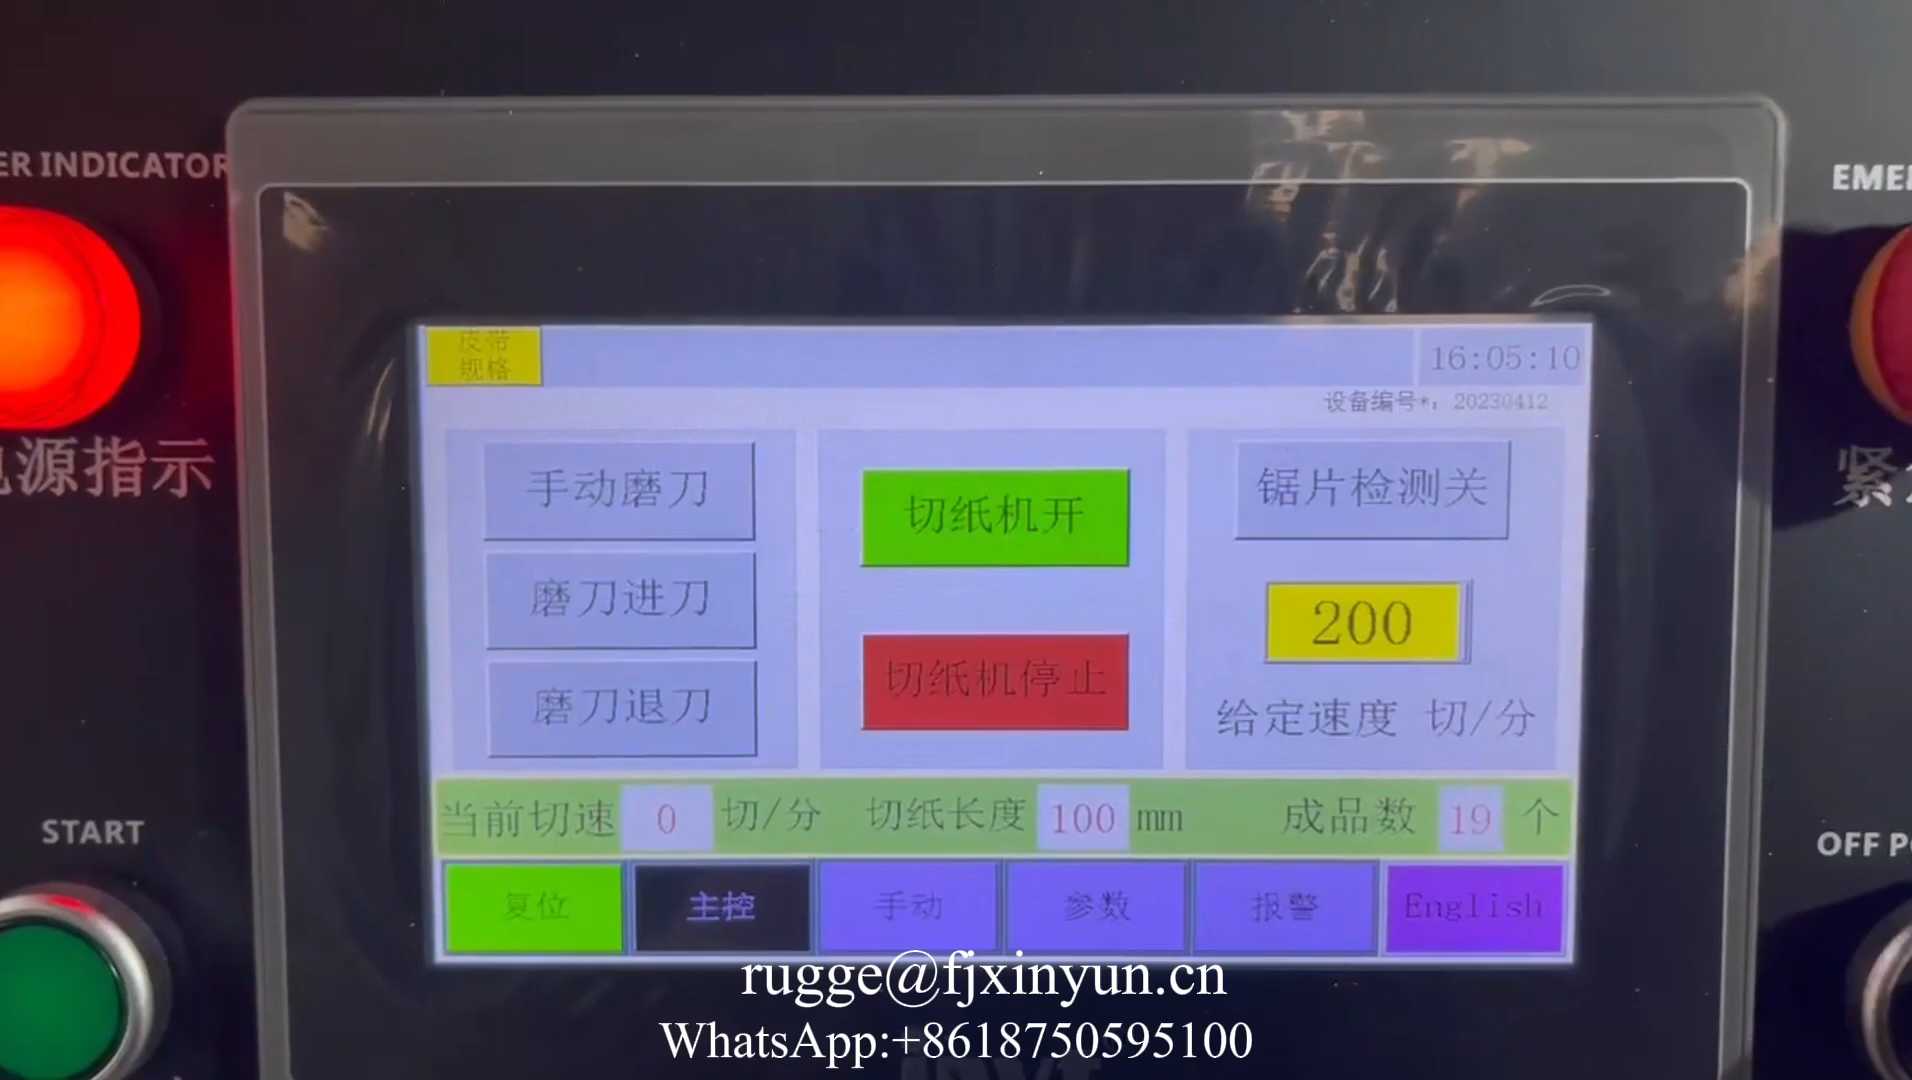 ER INDICATOR
源指示
EME
紧
皮带
规格
16:05:10
设备编号*: 20230412
手动磨刀
磨刀进刀
磨刀退刀
切纸机开
切纸机停止
锯片检测关
200
给定速度 切/分
START
OFF P
当前切速 0 切/分 切纸长度 100 mm 成品数 19 个
复位 主控 手动 参数 报警 English
rugge@fjxinyun.cn
WhatsApp:+8618750595100